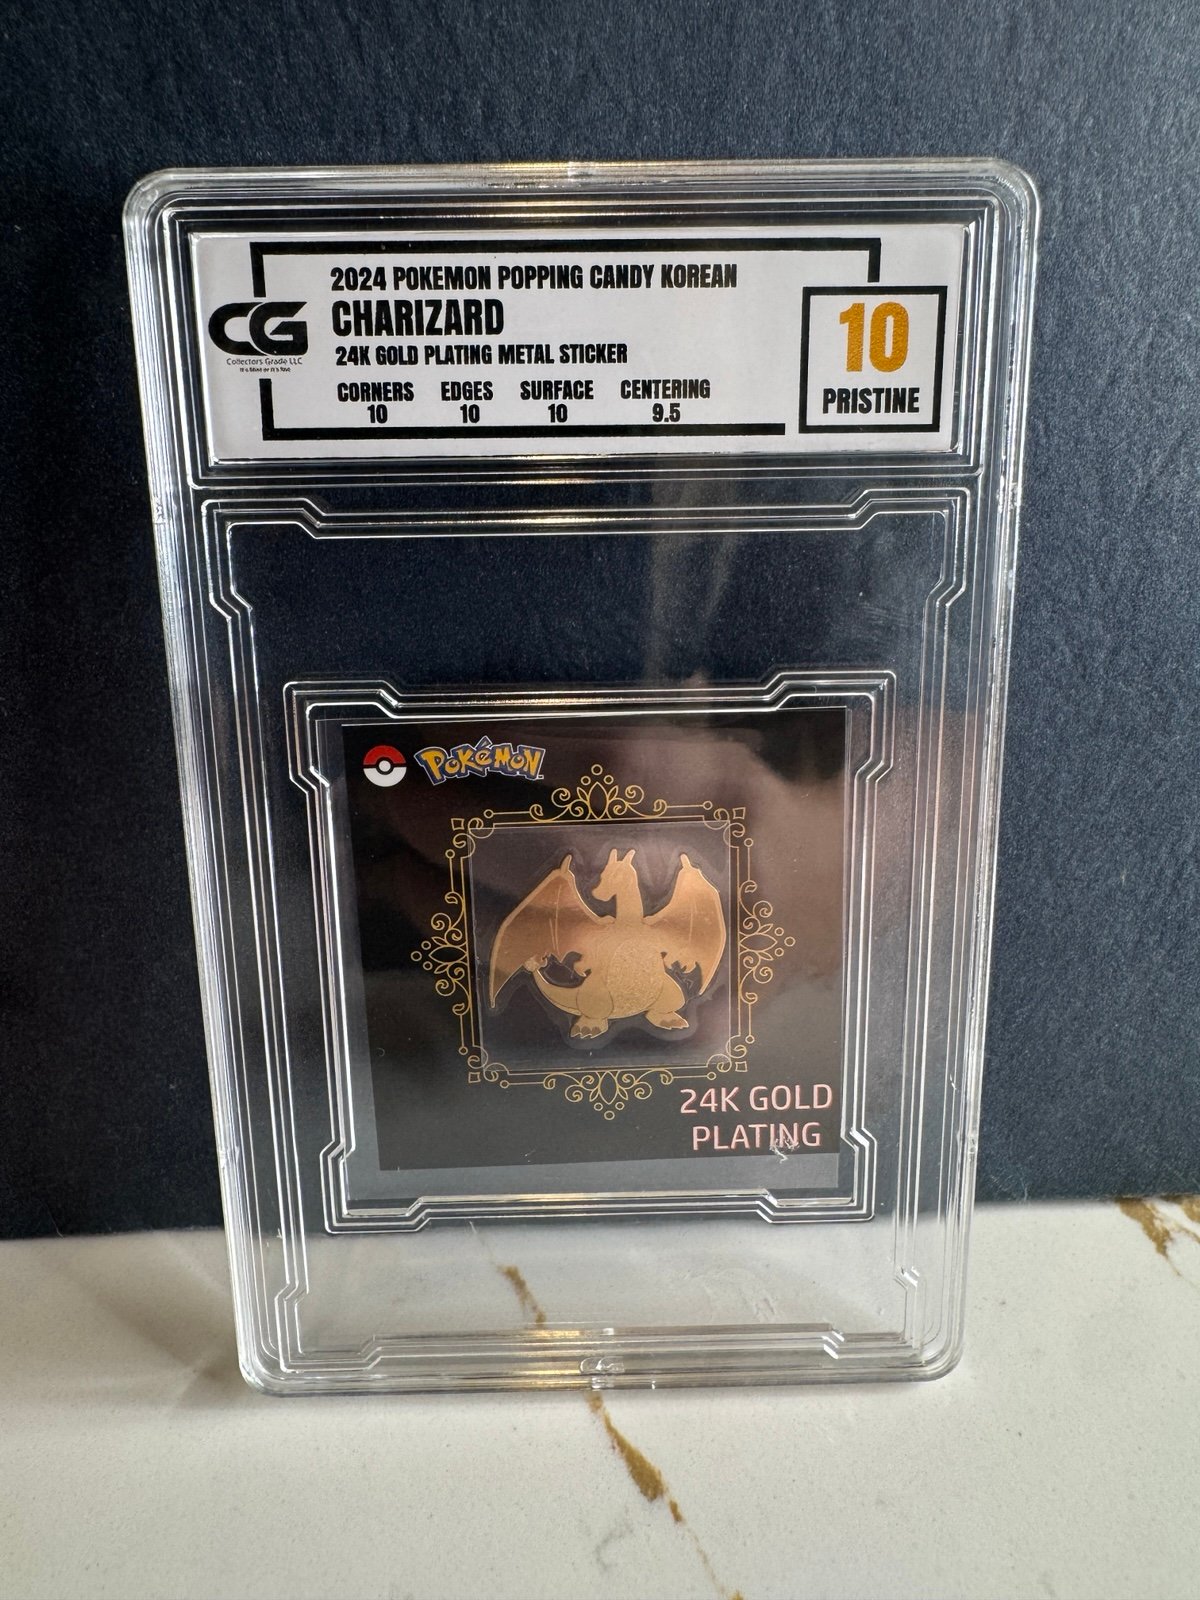 2024 POKEMON POPPING CANDY KOREAN
CG
CHARIZARD
Collectors Grade LLC
24K GOLD PLATING METAL STICKER
CORNERS EDGES SURFACE CENTERING
10 10 10 9.5
10
PRISTINE
POKéMON
24K GOLD
PLATING